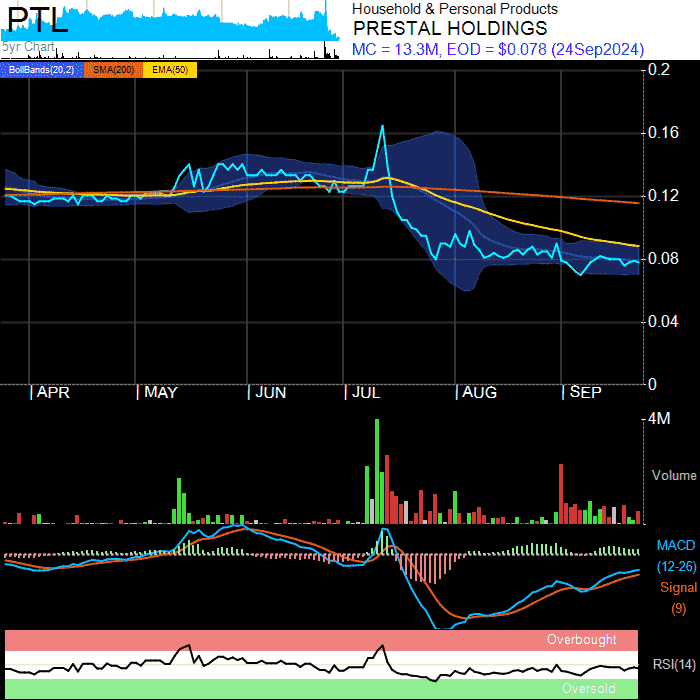 PTL
5yr Chart
Household & Personal Products
PRESTAL HOLDINGS
MC = 13.3M, EOD = $0.078 (24Sep2024)
BollBands(20,2) SMA(200) EMA(50)
0.2
0.16
0.12
0.08
0.04
0
APR MAY JUN JUL AUG SEP
4M
Volume
MACD
(12-26)
Signal
(9)
Overbought
RSI(14)
Oversold